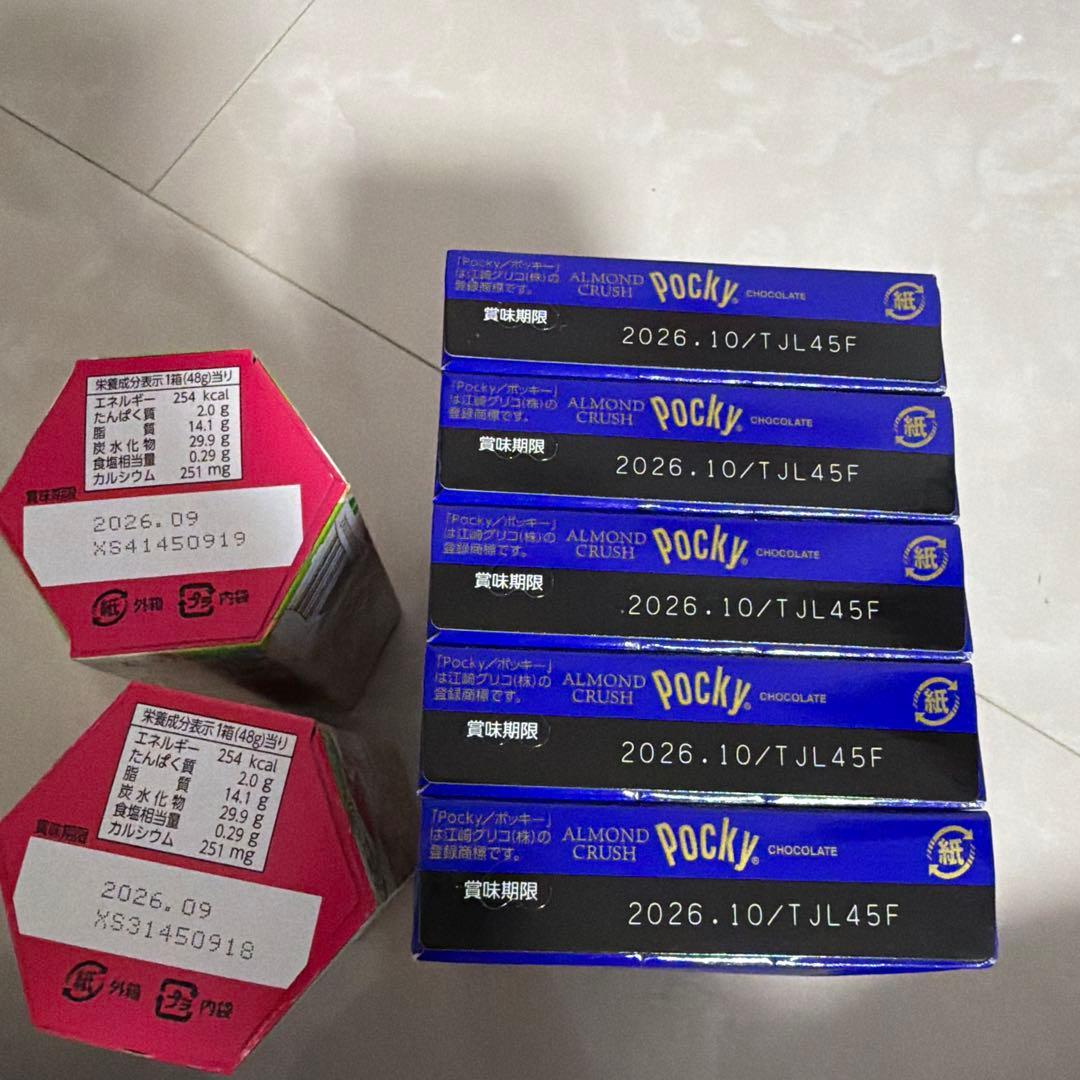 栄養成分表示 1箱(48g)当り
エネルギー 254 kcal
たんぱく質 2.0 g
脂質 14.1 g
炭水化物 29.9 g
食塩相当量 0.29 g
カルシウム 251 mg
賞味期限
2026.09
XS41450919
紙 外箱 プラ 内袋
栄養成分表示 1箱(48g)当り
エネルギー 254 kcal
たんぱく質 2.0 g
脂質 14.1 g
炭水化物 29.9 g
食塩相当量 0.29 g
カルシウム 251 mg
賞味期限
2026.09
XS31450918
紙 外箱 プラ 内袋
「Pocky/ポッキー」
は江崎グリコ(株)の
登録商標です。
ALMOND
CRUSH
Pocky® CHOCOLATE
紙
賞味期限
2026.10/TJL45F
「Pocky/ポッキー」
は江崎グリコ(株)の
登録商標です。
ALMOND
CRUSH
Pocky® CHOCOLATE
紙
賞味期限
2026.10/TJL45F
「Pocky/ポッキー」
は江崎グリコ(株)の
登録商標です。
ALMOND
CRUSH
Pocky® CHOCOLATE
紙
賞味期限
2026.10/TJL45F
「Pocky/ポッキー」
は江崎グリコ(株)の
登録商標です。
ALMOND
CRUSH
Pocky® CHOCOLATE
紙
賞味期限
2026.10/TJL45F
「Pocky/ポッキー」
は江崎グリコ(株)の
登録商標です。
ALMOND
CRUSH
Pocky® CHOCOLATE
紙
賞味期限
2026.10/TJL45F